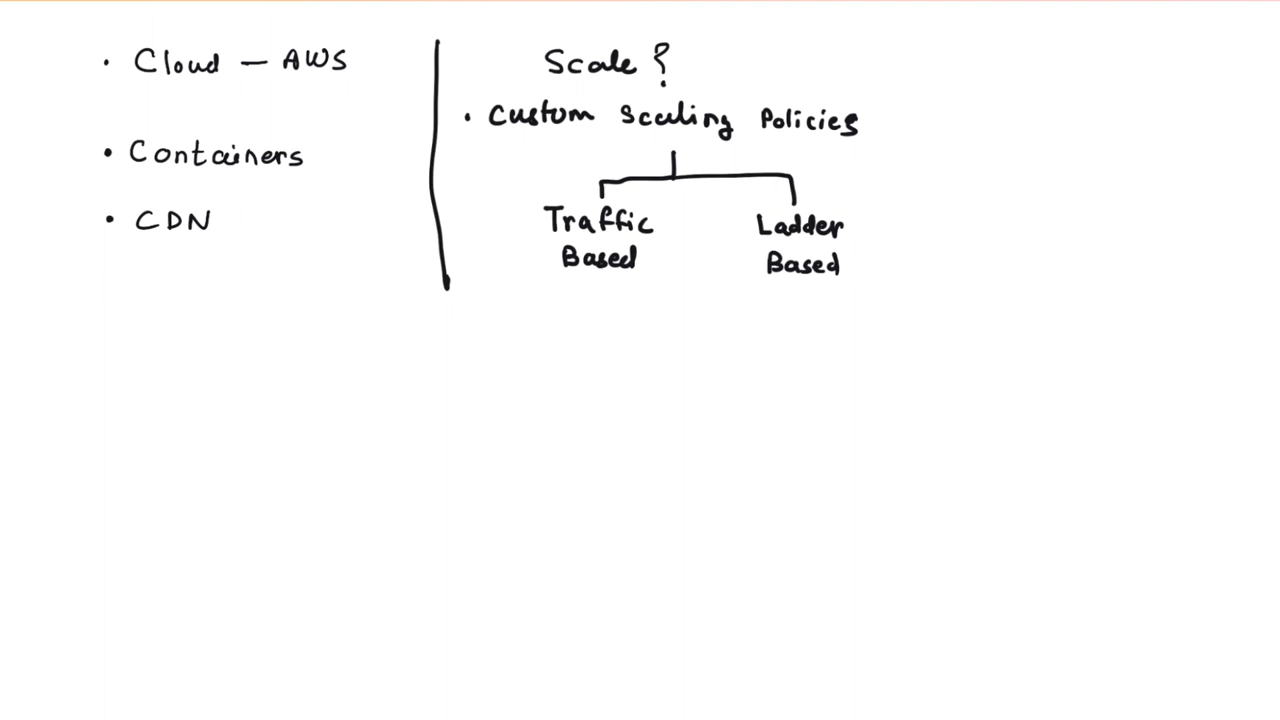 • Cloud — AWS
• Containers
• CDN
Scale ?
• Custom Scaling Policies
Traffic
Based
Ladder
Based